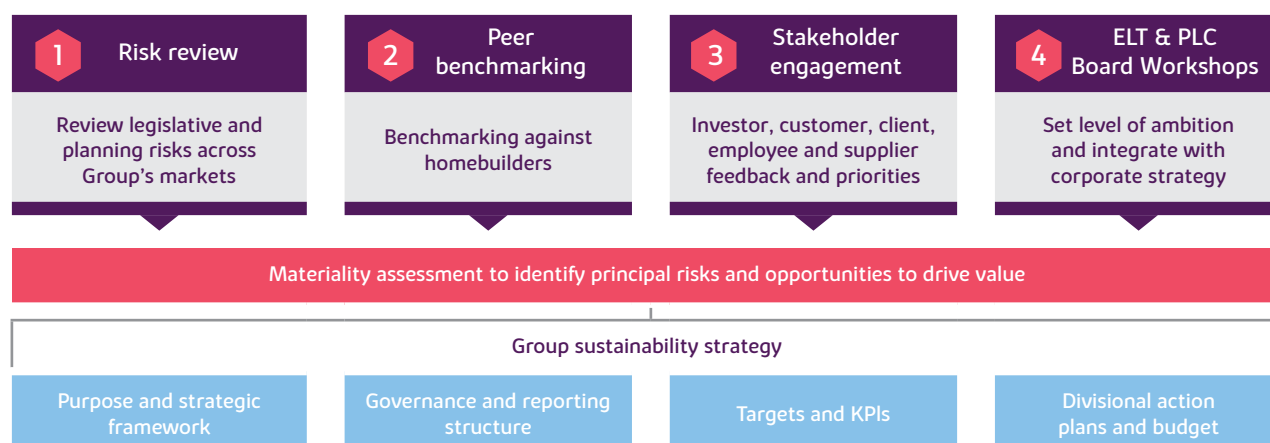 1
Risk review
Review legislative and
planning risks across
Group's markets
2
Peer
benchmarking
Benchmarking against
homebuilders
3
Stakeholder
engagement
Investor, customer, client,
employee and supplier
feedback and priorities
4
ELT & PLC
Board Workshops
Set level of ambition
and integrate with
corporate strategy
Materiality assessment to identify principal risks and opportunities to drive value
Group sustainability strategy
Purpose and strategic
framework
Governance and reporting
structure
Targets and KPIs
Divisional action
plans and budget